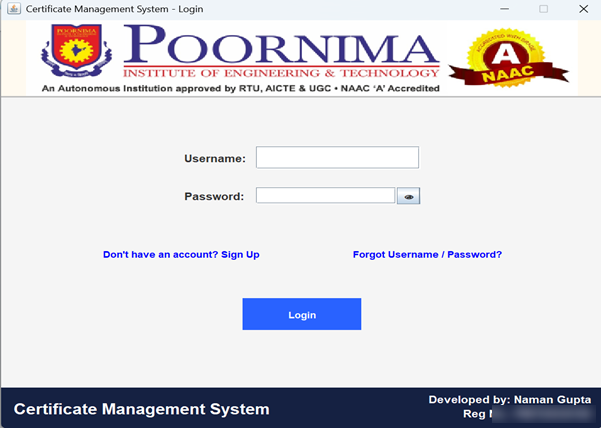 Certificate Management System - Login
POORNIMA
POORNIMA
INSTITUTE OF ENGINEERING & TECHNOLOGY
An Autonomous Institution approved by RTU, AICTE & UGC • NAAC 'A' Accredited
A
NAAC
Username:
Password:
Don't have an account? Sign Up
Forgot Username / Password?
Login
Certificate Management System
Developed by: Naman Gupta
Reg